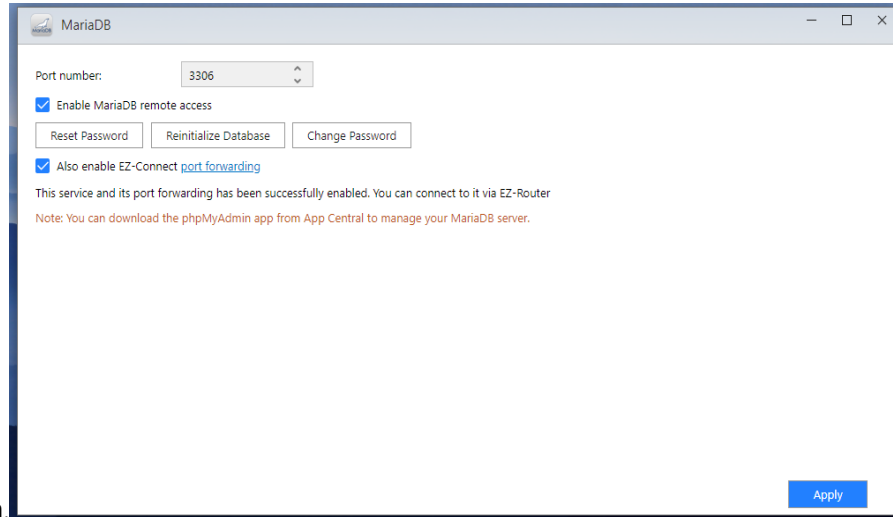 MariaDB
Port number: 3306
Enable MariaDB remote access
Reset Password Reinitialize Database Change Password
Also enable EZ-Connect port forwarding
This service and its port forwarding has been successfully enabled. You can connect to it via EZ-Router
Note: You can download the phpMyAdmin app from App Central to manage your MariaDB server.
Apply